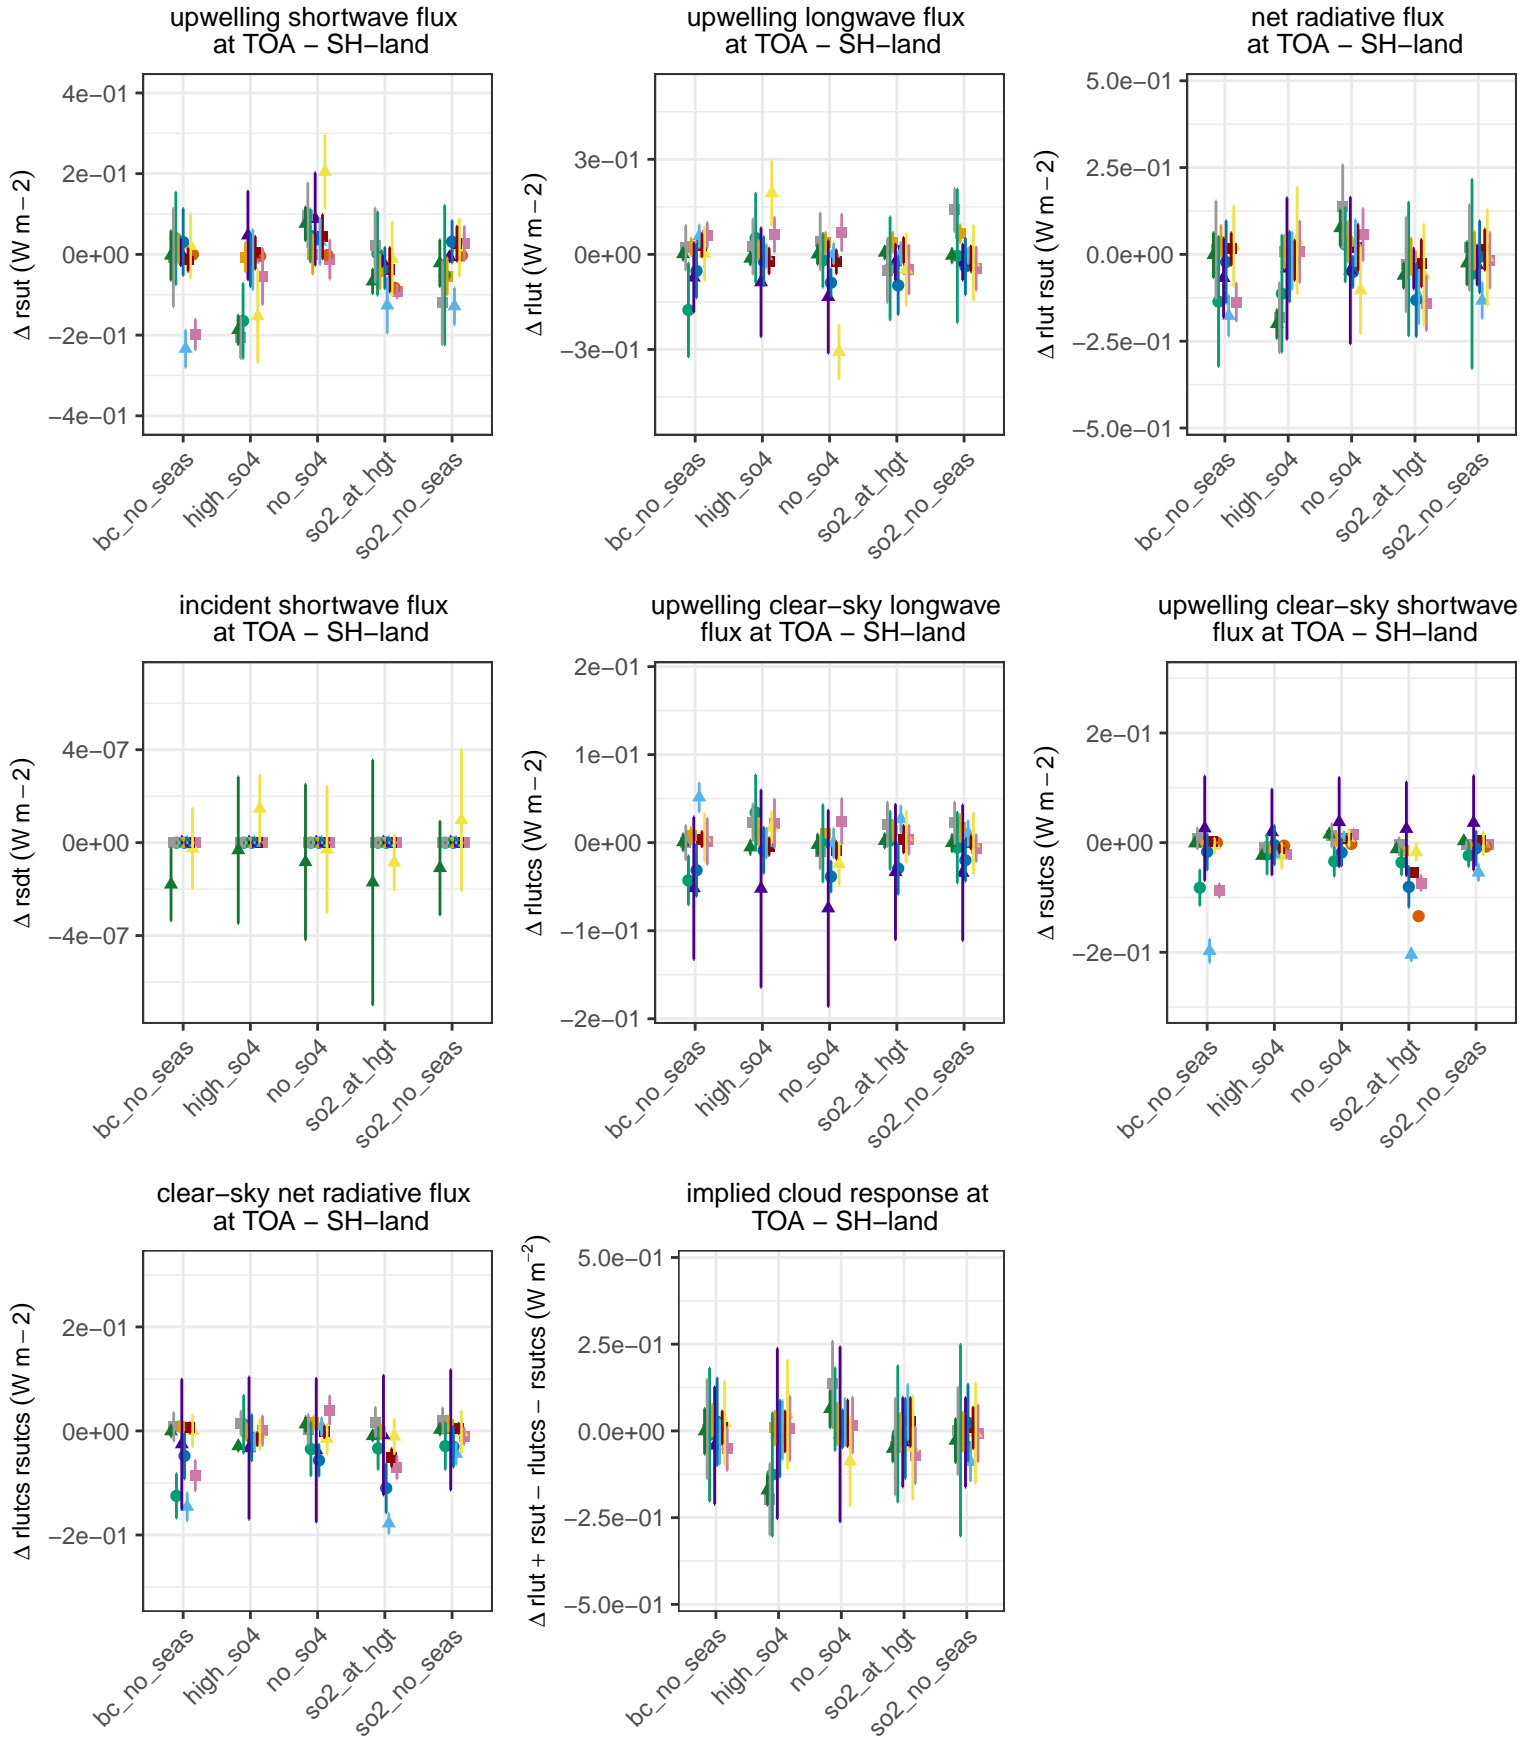 upwelling shortwave flux
at TOA − SH−land
Δ rsut (W m − 2)
4e−01
2e−01
0e+00
−2e−01
−4e−01
bc_no_seas
high_so4
no_so4
so2_at_hgt
so2_no_seas
upwelling longwave flux
at TOA − SH−land
Δ rlut (W m − 2)
3e−01
0e+00
−3e−01
bc_no_seas
high_so4
no_so4
so2_at_hgt
so2_no_seas
net radiative flux
at TOA − SH−land
Δ rlut rsut (W m − 2)
5.0e−01
2.5e−01
0.0e+00
−2.5e−01
−5.0e−01
bc_no_seas
high_so4
no_so4
so2_at_hgt
so2_no_seas
incident shortwave flux
at TOA − SH−land
Δ rsdt (W m − 2)
4e−07
0e+00
−4e−07
bc_no_seas
high_so4
no_so4
so2_at_hgt
so2_no_seas
upwelling clear−sky longwave
flux at TOA − SH−land
Δ rlutcs (W m − 2)
2e−01
1e−01
0e+00
−1e−01
−2e−01
bc_no_seas
high_so4
no_so4
so2_at_hgt
so2_no_seas
upwelling clear−sky shortwave
flux at TOA − SH−land
Δ rsutcs (W m − 2)
2e−01
0e+00
−2e−01
bc_no_seas
high_so4
no_so4
so2_at_hgt
so2_no_seas
clear−sky net radiative flux
at TOA − SH−land
Δ rlutcs rsutcs (W m − 2)
2e−01
0e+00
−2e−01
bc_no_seas
high_so4
no_so4
so2_at_hgt
so2_no_seas
implied cloud response at
TOA − SH−land
Δ rlut + rsut − rlutcs − rsutcs (W m⁻²)
5.0e−01
2.5e−01
0.0e+00
−2.5e−01
−5.0e−01
bc_no_seas
high_so4
no_so4
so2_at_hgt
so2_no_seas